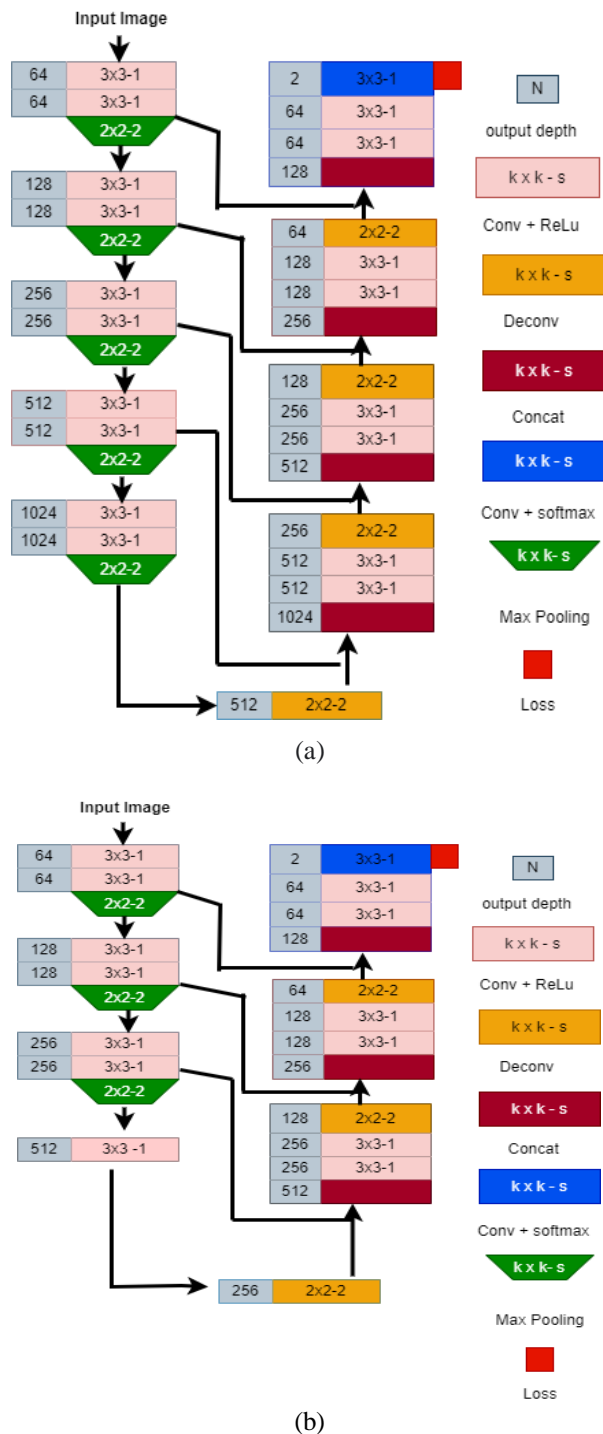 Input Image
64 3x3-1
64 3x3-1
2x2-2
128 3x3-1
128 3x3-1
2x2-2
256 3x3-1
256 3x3-1
2x2-2
512 3x3-1
512 3x3-1
2x2-2
1024 3x3-1
1024 3x3-1
2x2-2
512 2x2-2
2 3x3-1
64 3x3-1
64 3x3-1
128
64 2x2-2
128 3x3-1
128 3x3-1
256
128 2x2-2
256 3x3-1
256 3x3-1
512
256 2x2-2
512 3x3-1
512 3x3-1
1024
N
output depth
k x k - s
Conv + ReLu
k x k - s
Deconv
k x k - s
Concat
k x k - s
Conv + softmax
k x k- s
Max Pooling
Loss
(a)
Input Image
64 3x3-1
64 3x3-1
2x2-2
128 3x3-1
128 3x3-1
2x2-2
256 3x3-1
256 3x3-1
2x2-2
512 3x3 -1
256 2x2-2
2 3x3-1
64 3x3-1
64 3x3-1
128
64 2x2-2
128 3x3-1
128 3x3-1
256
128 2x2-2
256 3x3-1
256 3x3-1
512
N
output depth
k x k - s
Conv + ReLu
k x k - s
Deconv
k x k - s
Concat
k x k - s
Conv + softmax
k x k- s
Max Pooling
Loss
(b)